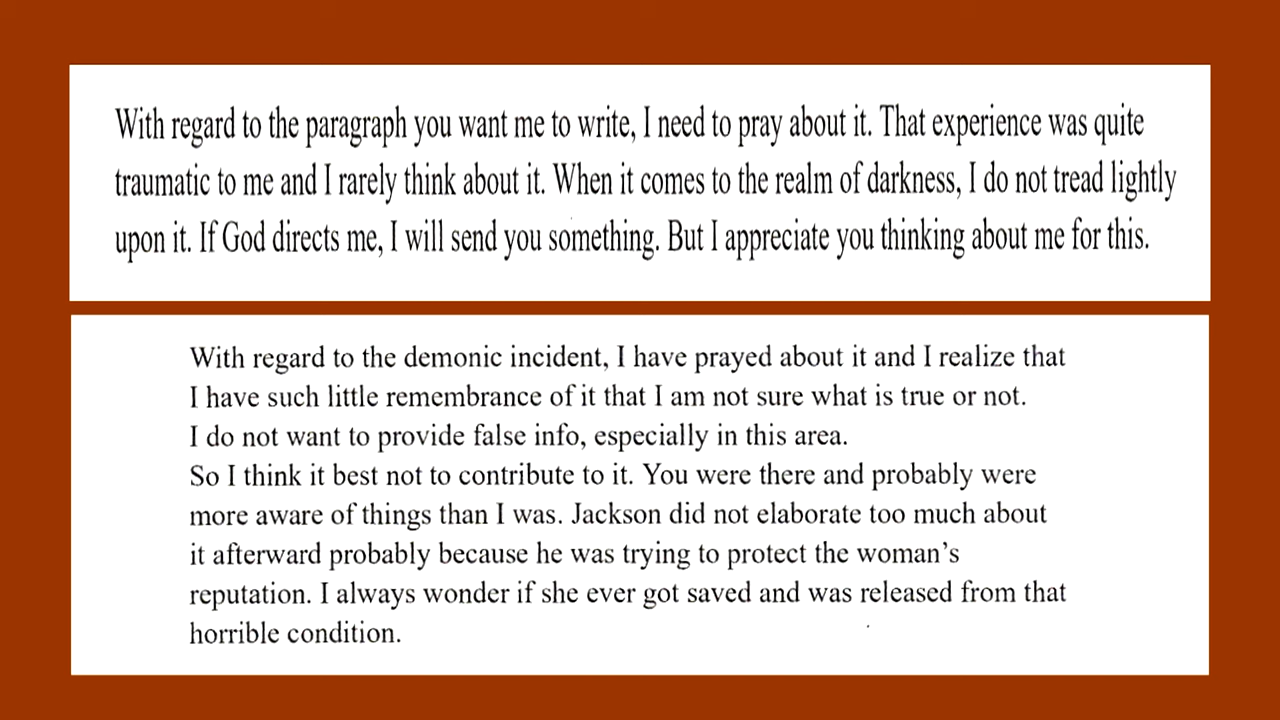 With regard to the paragraph you want me to write, I need to pray about it. That experience was quite
traumatic to me and I rarely think about it. When it comes to the realm of darkness, I do not tread lightly
upon it. If God directs me, I will send you something. But I appreciate you thinking about me for this.
With regard to the demonic incident, I have prayed about it and I realize that
I have such little remembrance of it that I am not sure what is true or not.
I do not want to provide false info, especially in this area.
So I think it best not to contribute to it. You were there and probably were
more aware of things than I was. Jackson did not elaborate too much about
it afterward probably because he was trying to protect the woman’s
reputation. I always wonder if she ever got saved and was released from that
horrible condition.